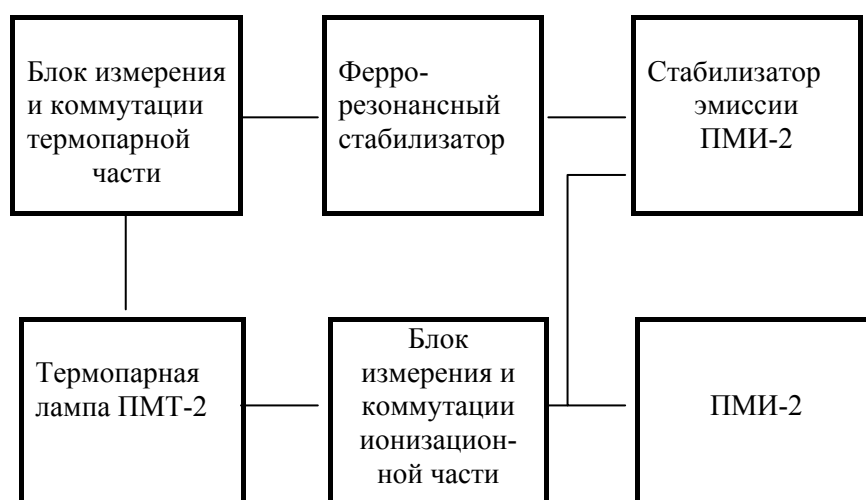 Блок измерения
и коммутации
термопарной
части
Ферро-
резонансный
стабилизатор
Стабилизатор
эмиссии
ПМИ-2
Термопарная
лампа ПМТ-2
Блок
измерения и
коммутации
ионизацион-
ной части
ПМИ-2